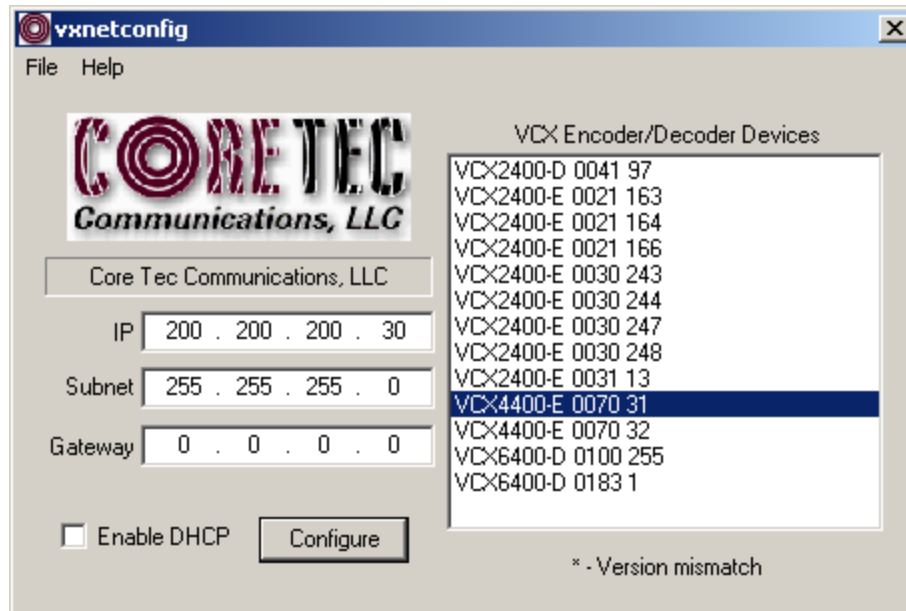 vxnetconfig
File Help
CORETEC
Communications, LLC
Core Tec Communications, LLC
IP 200 . 200 . 200 . 30
Subnet 255 . 255 . 255 . 0
Gateway 0 . 0 . 0 . 0
Enable DHCP
Configure
VCX Encoder/Decoder Devices
VCX2400-D 0041 97
VCX2400-E 0021 163
VCX2400-E 0021 164
VCX2400-E 0021 166
VCX2400-E 0030 243
VCX2400-E 0030 244
VCX2400-E 0030 247
VCX2400-E 0030 248
VCX2400-E 0031 13
VCX4400-E 0070 31
VCX4400-E 0070 32
VCX6400-D 0100 255
VCX6400-D 0183 1
* - Version mismatch